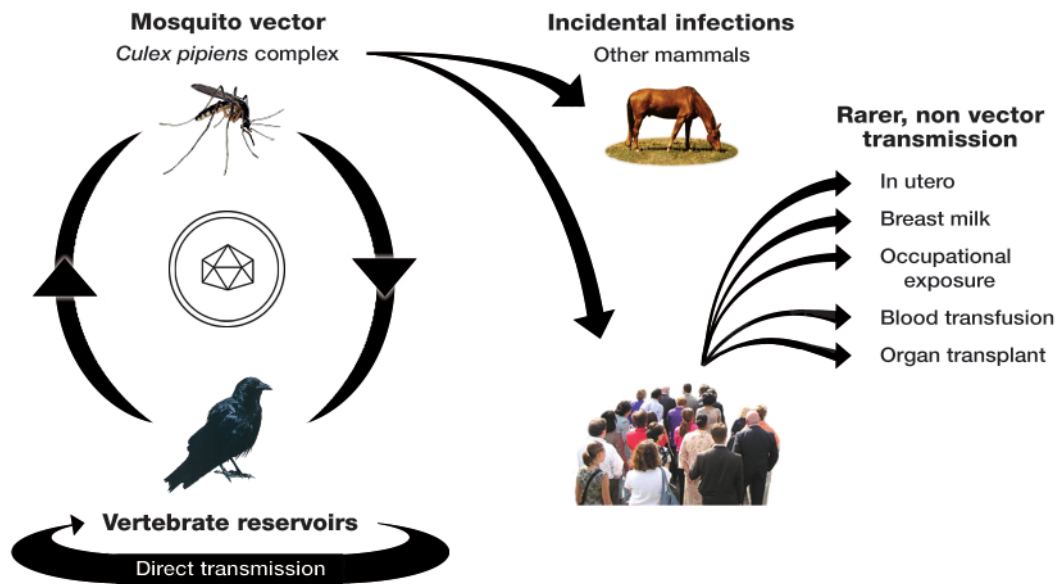 Mosquito vector
Culex pipiens complex
Incidental infections
Other mammals
Rarer, non vector
transmission
In utero
Breast milk
Occupational
exposure
Blood transfusion
Organ transplant
Vertebrate reservoirs
Direct transmission